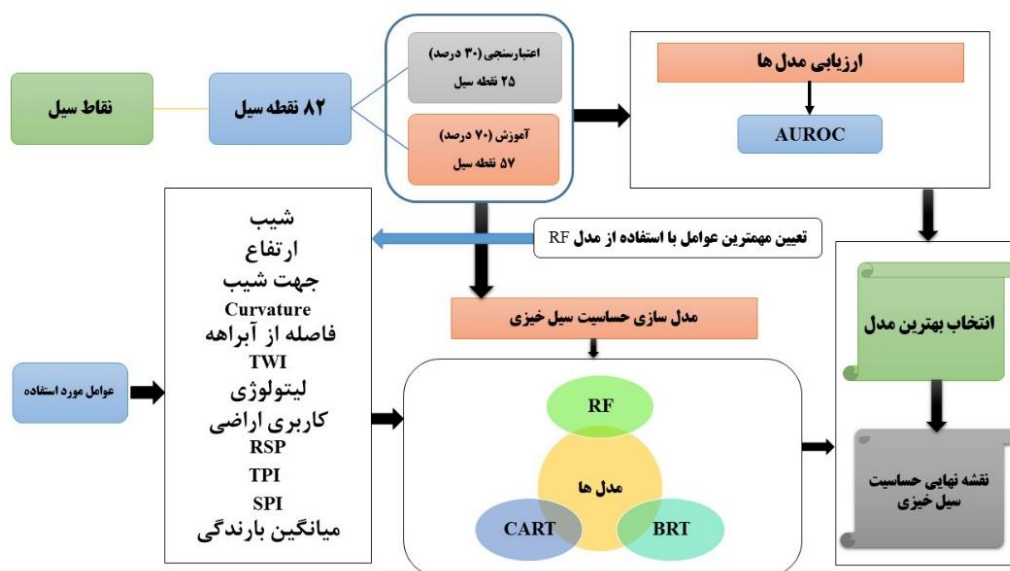 نقاط سیل
۸۲ نقطه سیل
اعتبارسنجی (۳۰ درصد)
۲۵ نقطه سیل
آموزش (۷۰ درصد)
۵۷ نقطه سیل
ارزیابی مدل ها
AUROC
تعیین مهمترین عوامل با استفاده از مدل RF
عوامل مورد استفاده
شیب
ارتفاع
جهت شیب
Curvature
فاصله از آبراهه
TWI
لیتولوژی
کاربری اراضی
RSP
TPI
SPI
میانگین بارندگی
مدل سازی حساسیت سیل خیزی
RF
مدل ها
CART
BRT
انتخاب بهترین مدل
نقشه نهایی حساسیت
سیل خیزی